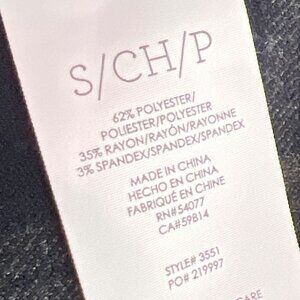 S/CH/P
62% POLYESTER/
POLIESTER/POLYESTER
35% RAYON/RAYÓN/RAYONNE
3% SPANDEX/SPANDEX/SPANDEX
MADE IN CHINA
HECHO EN CHINA
FABRIQUÉ EN CHINE
RN#54077
CA#59814
STYLE# 3551
PO# 219997
CARE